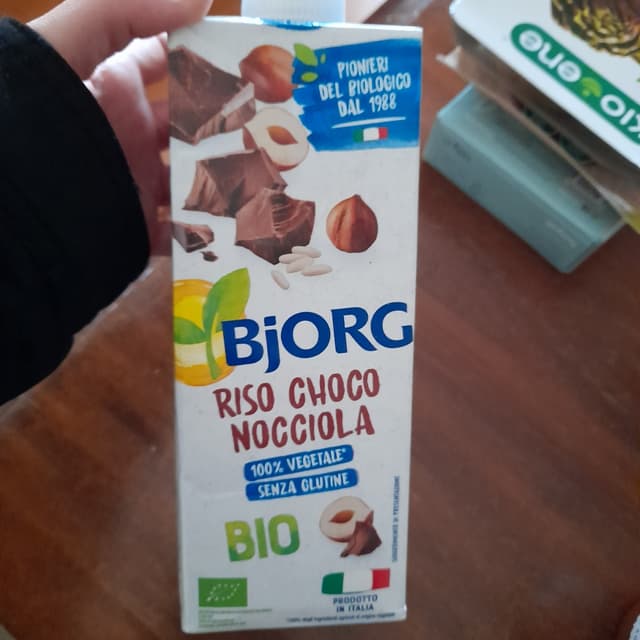 PIONIERI
DEL BIOLOGICO
DAL 1988
BjORG
RISO CHOCO
NOCCIOLA
100% VEGETALE*
SENZA GLUTINE
BIO
PRODOTTO
IN ITALIA